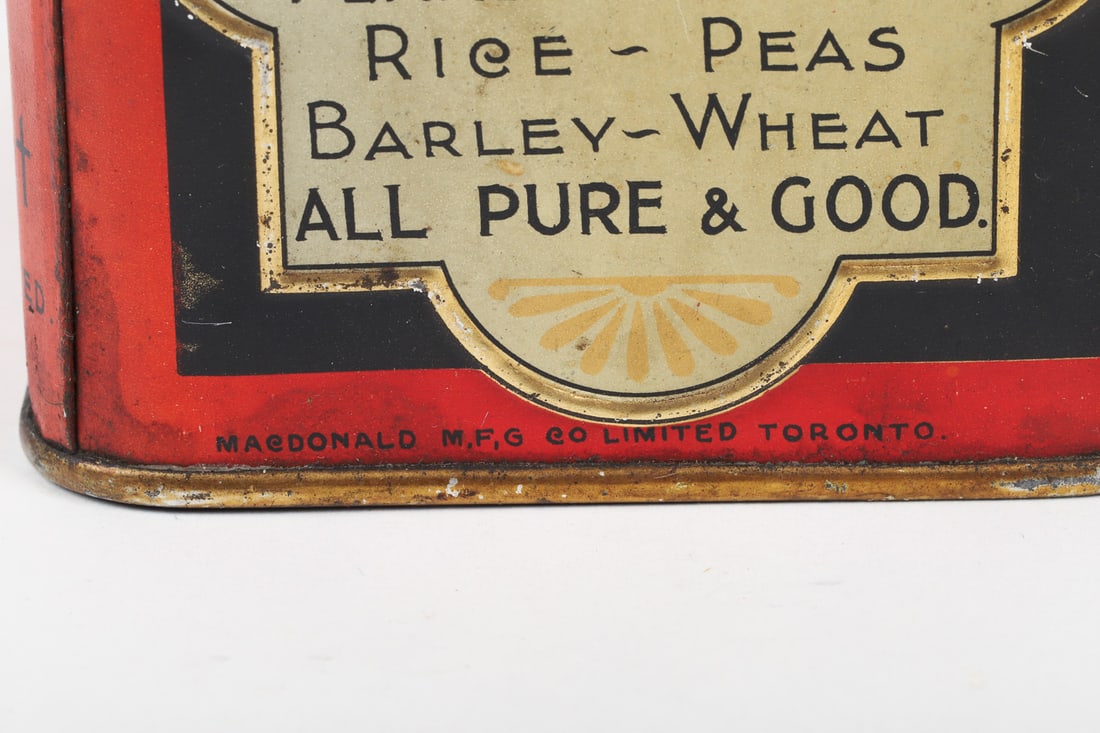 RICE ~ PEAS
BARLEY ~ WHEAT
ALL PURE & GOOD.
MACDONALD M.F,G CO LIMITED TORONTO.